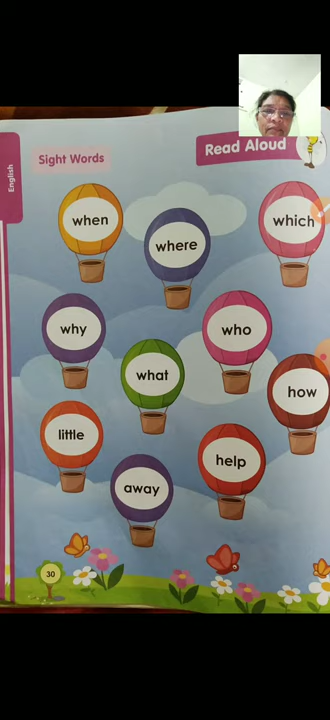 English
Sight Words
Read Aloud
when
where
which
why
who
what
how
little
help
away
30